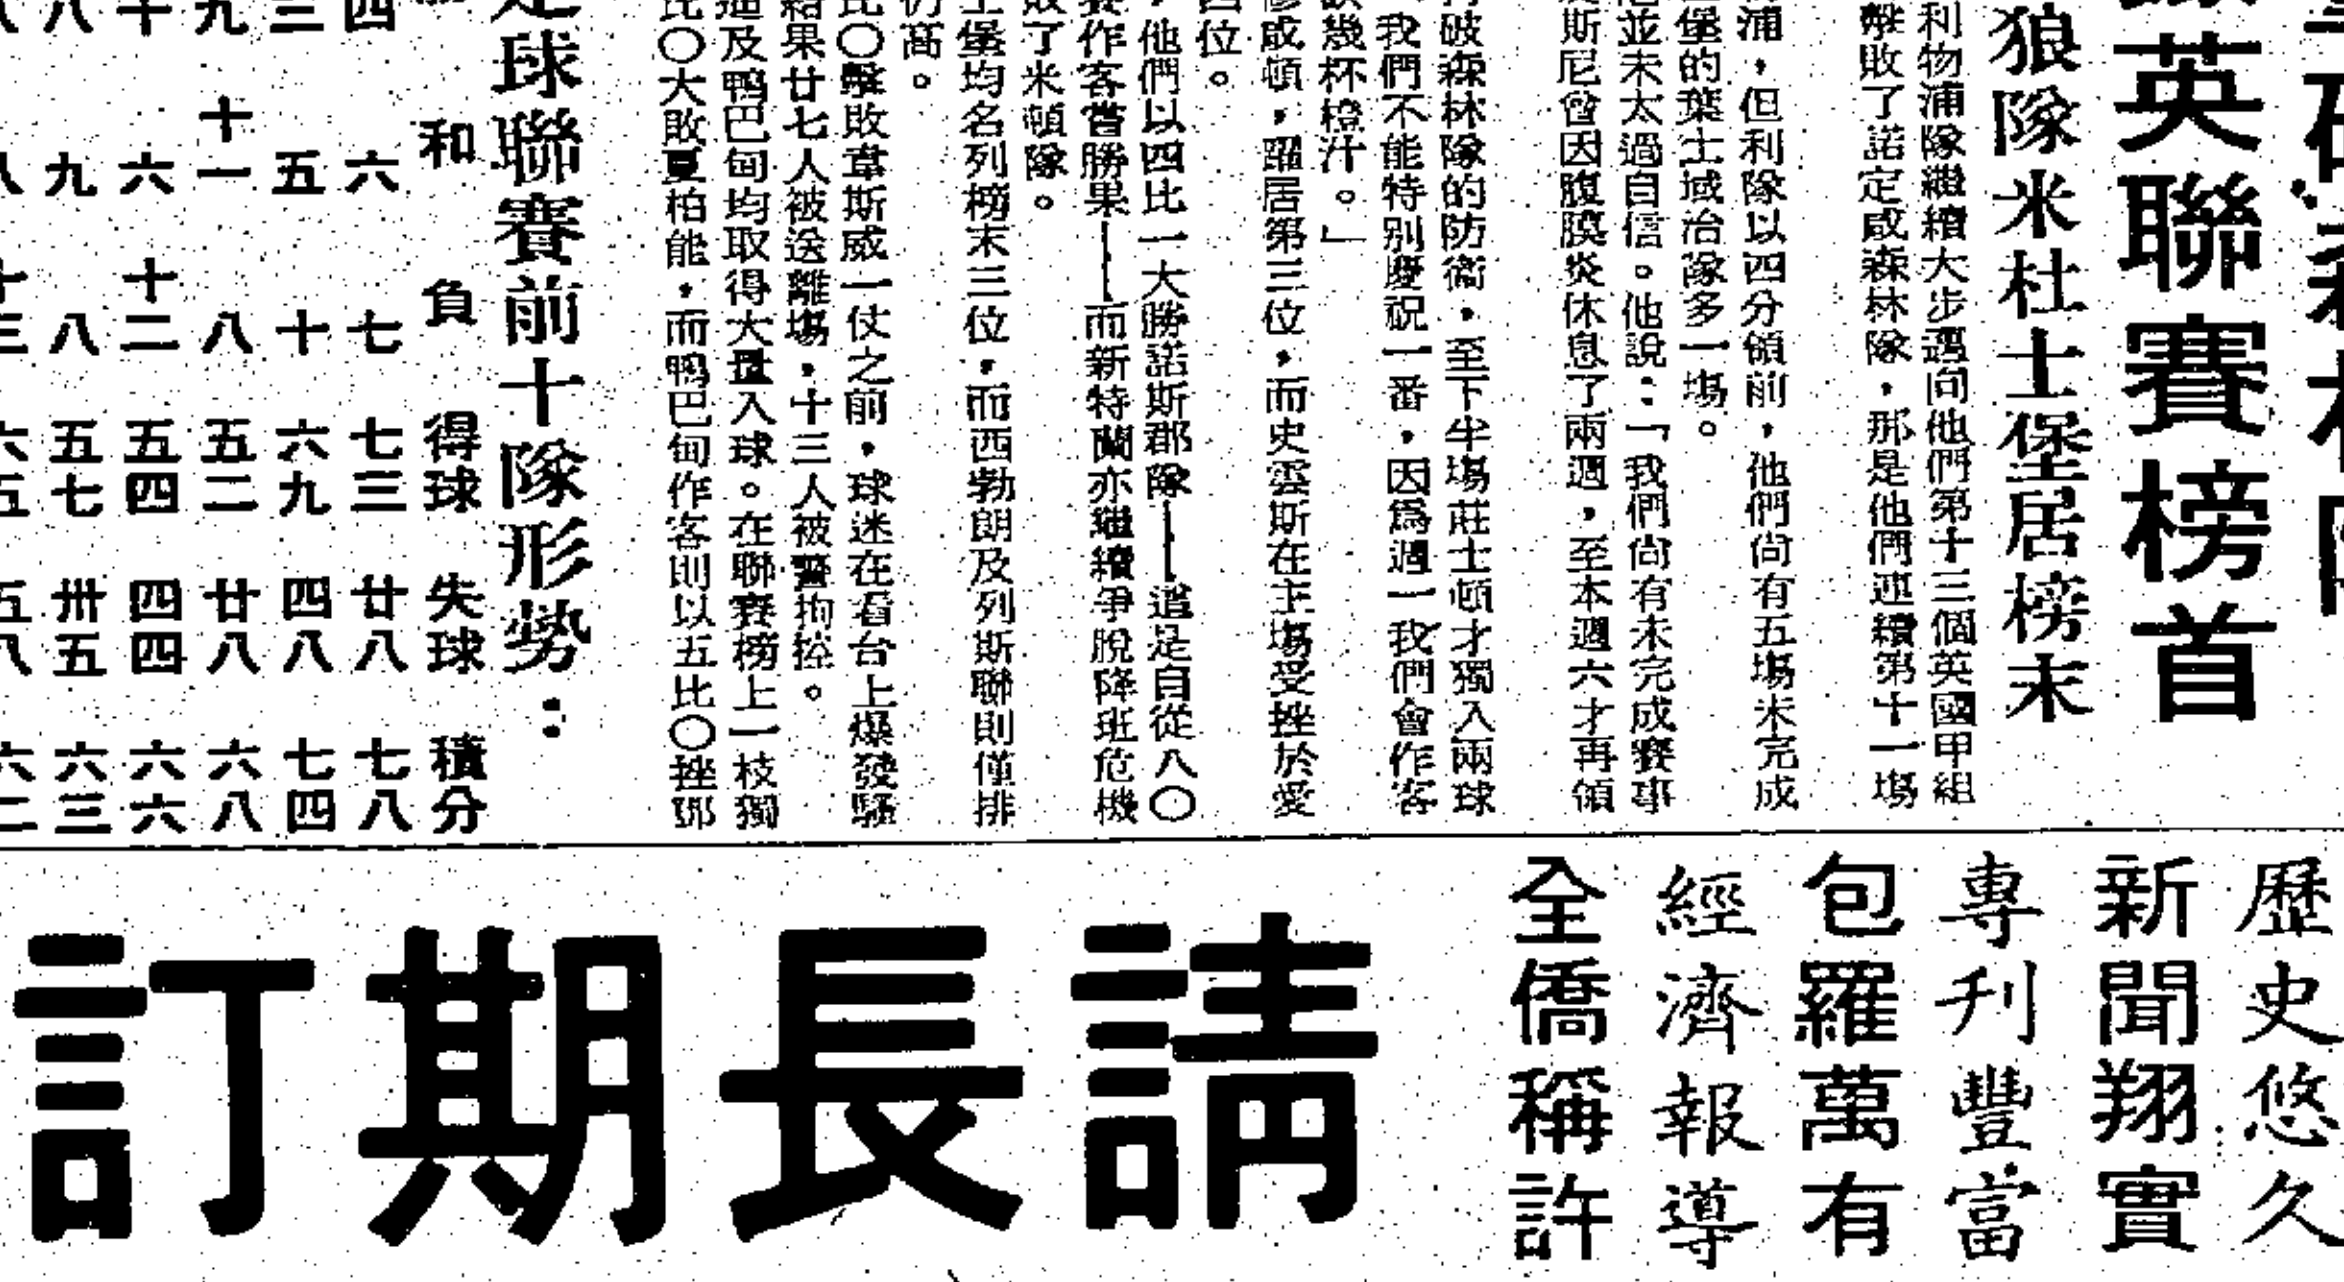 英聯賽榜首
狼隊米杜士堡居榜末
利物浦隊繼續大步邁向他們第十三個英國甲組
擊敗了諾定咸森林隊，那是他們連續第十一場
浦，但利隊以四分領前，他們尚有五場未完成
堡的葉士域治隊多一場。
並未太過自信。他說：「我們尚有未完成賽事
斯尼曾因腹膜炎休息了兩週，至本週六才再領
破森林隊的防衞，至下半場莊士頓才獨入兩球
我們不能特别慶祝一番，因爲週一我們會作客
幾杯橙汁。」
咸頓，躍居第三位，而史雲斯在主場受挫於愛
四位。
他們以四比一大勝諾斯郡隊——這是自從八〇
作客嘗勝果——而新特蘭亦繼續爭脫降班危機
敗了米頓隊。
堡均名列榜末三位，而西勃朗及列斯聯則僅排
仍高。
比〇擊敗韋斯咸一仗之前，球迷在看台上爆發騷
結果廿七人被送離場，十三人被警拘控。
迪及鴨巴甸均取得大量入球。在聯賽榜上一枝獨
比〇大敗夏柏能，而鴨巴甸作客則以五比〇挫鄧
足球聯賽前十隊形勢：
和　負　得球　失球　積分
四　六　七　七三　廿八　七八
三　五　十　六九　四八　七四
九　十一　八　五二　廿八　六八
十　六　十二　五四　四四　六六
八　九　八　五七　卅五　六三
八　八　十三　六五　五八　六二
歷史悠久
新聞翔實
專刋豐富
包羅萬有
經濟報導
全僑稱許
請長期訂